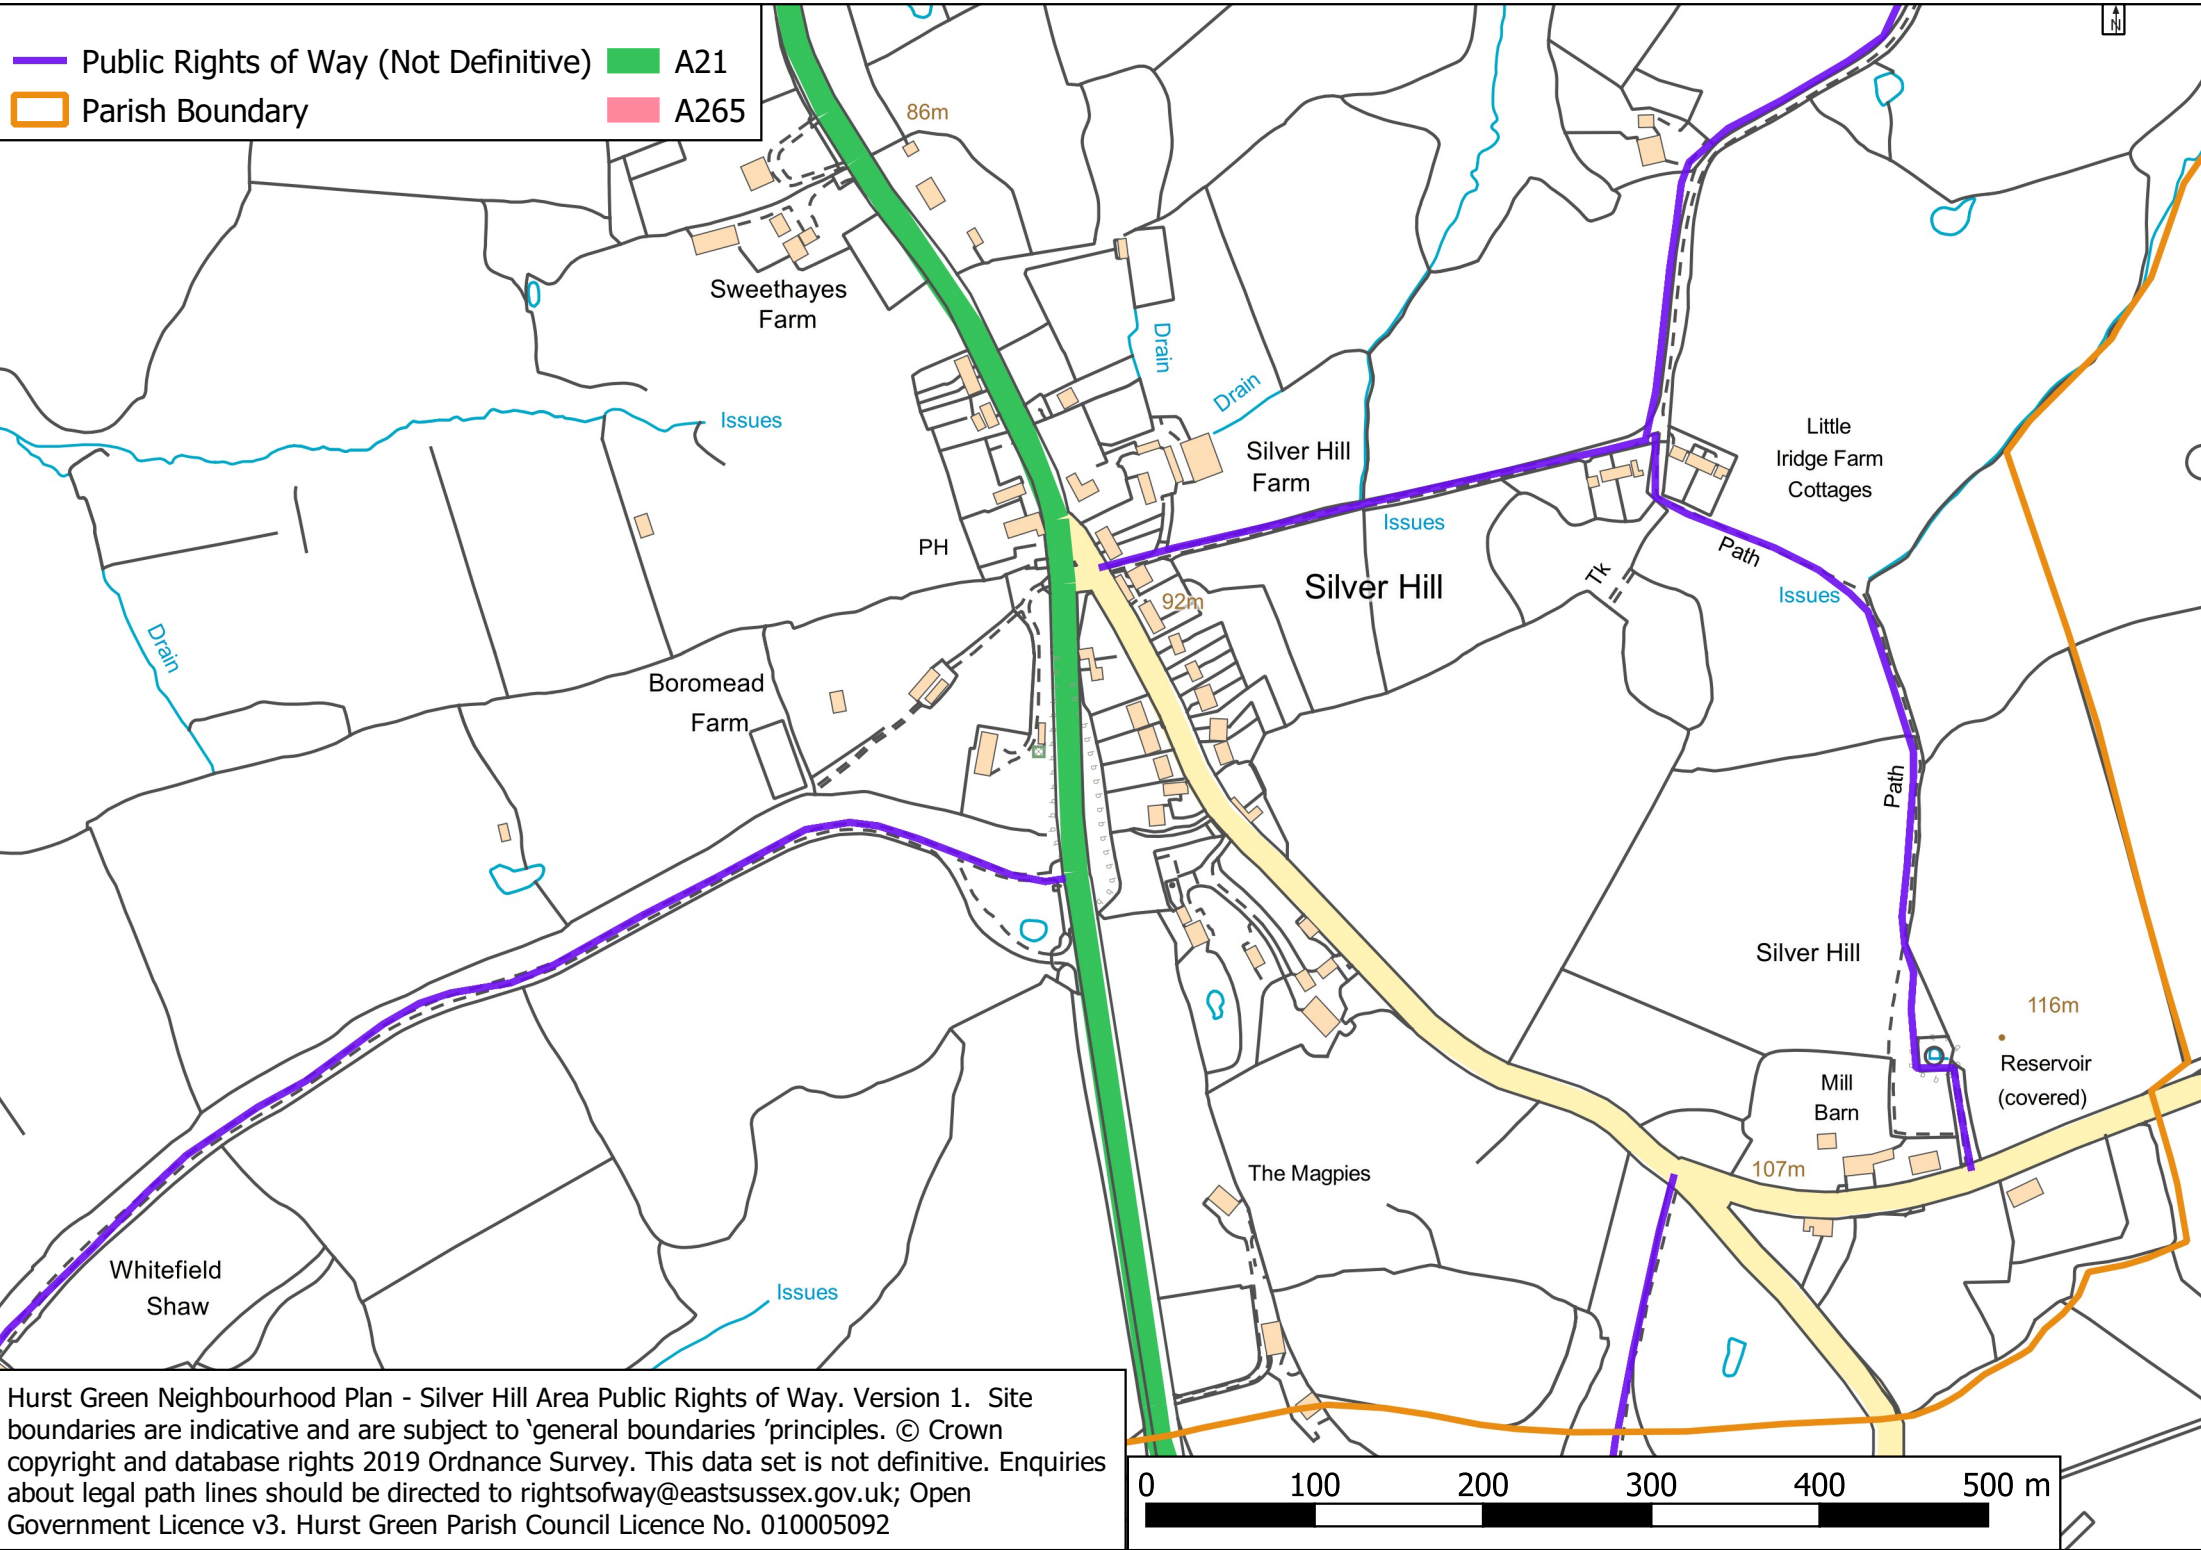 Public Rights of Way (Not Definitive)
A21
Parish Boundary
A265
N
86m
Sweethayes
Farm
Drain
Drain
Issues
Silver Hill
Farm
Little
Iridge Farm
Cottages
Issues
PH
Path
Tk
Silver Hill
92m
Issues
Drain
Boromead
Farm
Path
Silver Hill
116m
Reservoir
(covered)
Mill
Barn
107m
The Magpies
Whitefield
Shaw
Issues
Hurst Green Neighbourhood Plan - Silver Hill Area Public Rights of Way. Version 1.  Site
boundaries are indicative and are subject to ‘general boundaries ’principles. © Crown
copyright and database rights 2019 Ordnance Survey. This data set is not definitive. Enquiries
about legal path lines should be directed to rightsofway@eastsussex.gov.uk; Open
Government Licence v3. Hurst Green Parish Council Licence No. 010005092
0 100 200 300 400 500 m